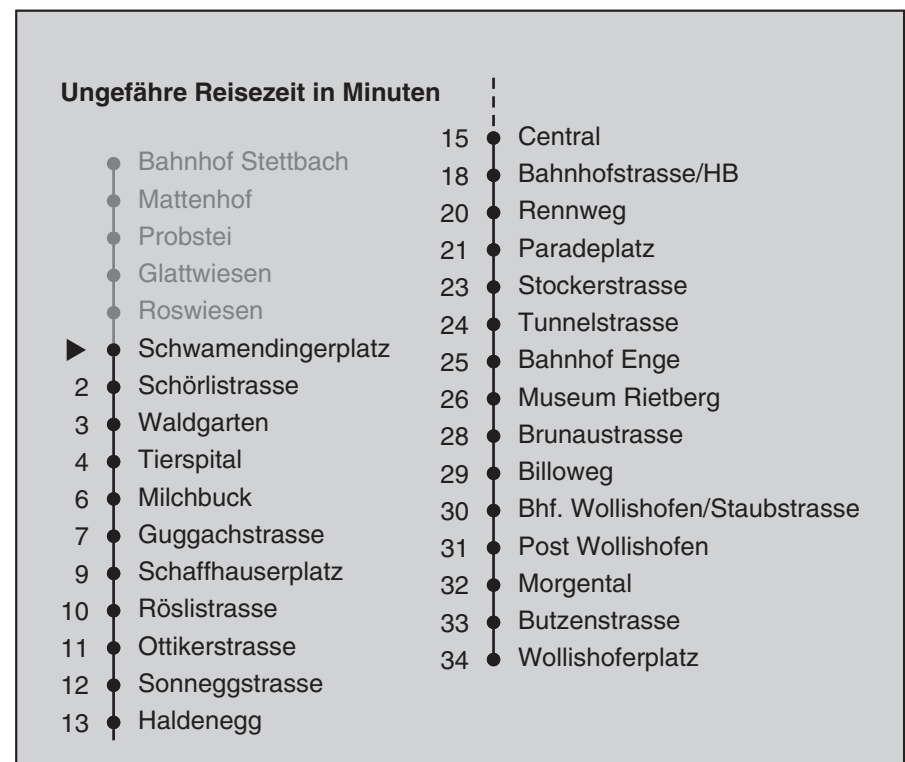 Ungefähre Reisezeit in Minuten
Bahnhof Stettbach
Mattenhof
Probstei
Glattwiesen
Roswiesen
Schwamendingerplatz
2 Schörlistrasse
3 Waldgarten
4 Tierspital
6 Milchbuck
7 Guggachstrasse
9 Schaffhauserplatz
10 Röslistrasse
11 Ottikerstrasse
12 Sonneggstrasse
13 Haldenegg
15 Central
18 Bahnhofstrasse/HB
20 Rennweg
21 Paradeplatz
23 Stockerstrasse
24 Tunnelstrasse
25 Bahnhof Enge
26 Museum Rietberg
28 Brunaustrasse
29 Billoweg
30 Bhf. Wollishofen/Staubstrasse
31 Post Wollishofen
32 Morgental
33 Butzenstrasse
34 Wollishoferplatz